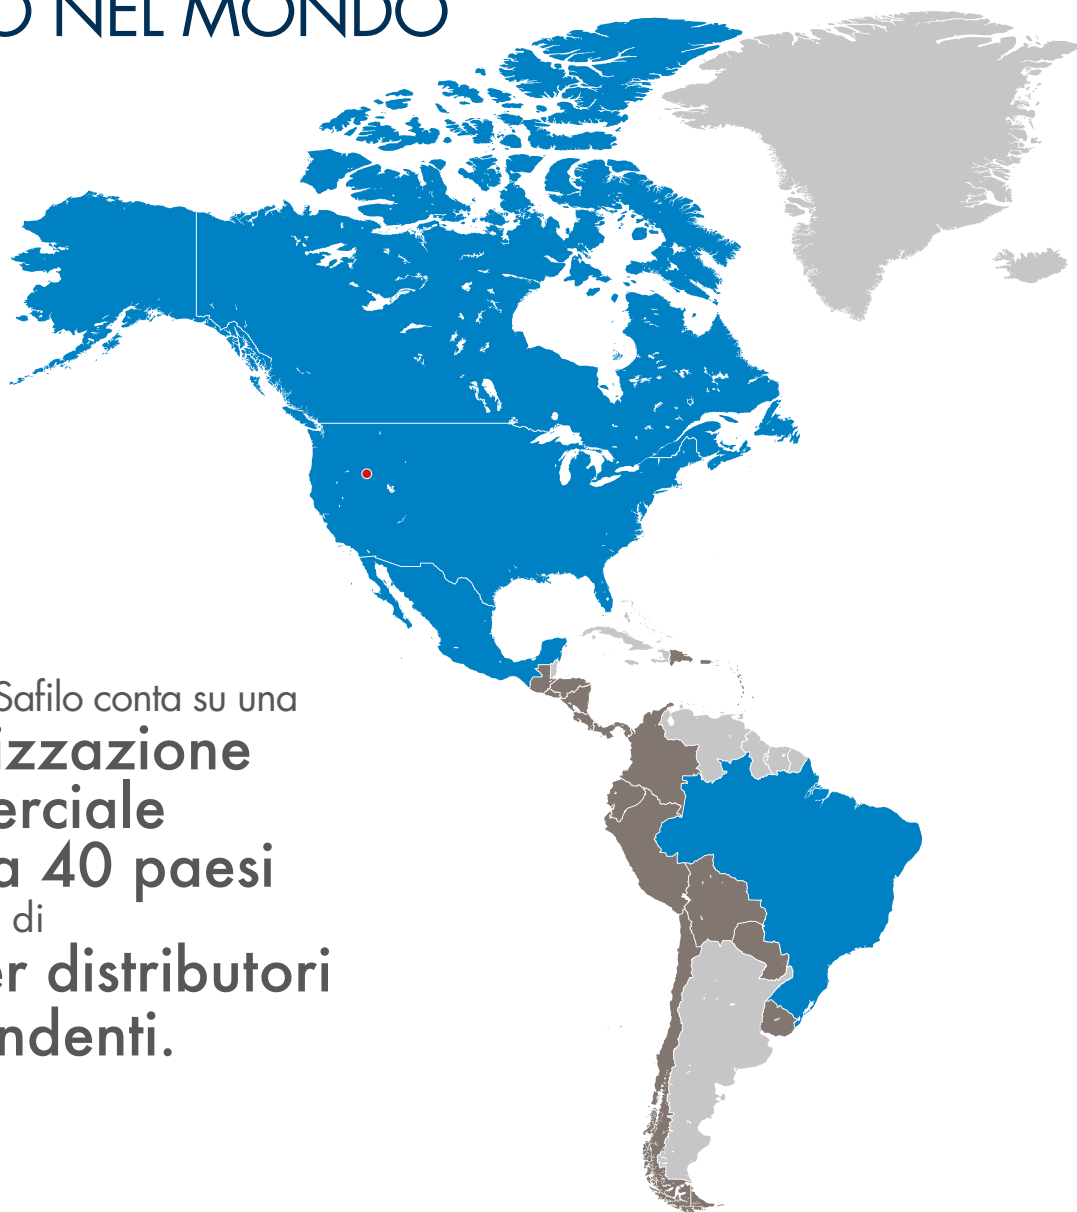 O NEL MONDO
Safilo conta su una
izzazione
erciale
a 40 paesi
di
er distributori
ndenti.